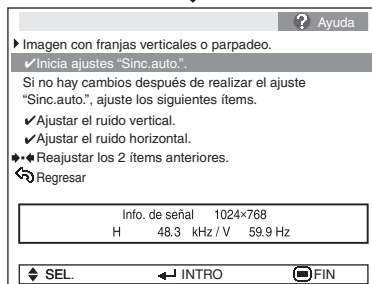 ? Ayuda
Imagen con franjas verticales o parpadeo.
✔Inicia ajustes “Sinc.auto.”.
Si no hay cambios después de realizar el ajuste
“Sinc.auto.”, ajuste los siguientes ítems.
✔Ajustar el ruido vertical.
✔Ajustar el ruido horizontal.
Reajustar los 2 ítems anteriores.
Regresar
Info. de señal 1024×768
H 48.3 kHz / V 59.9 Hz
SEL. INTRO FIN